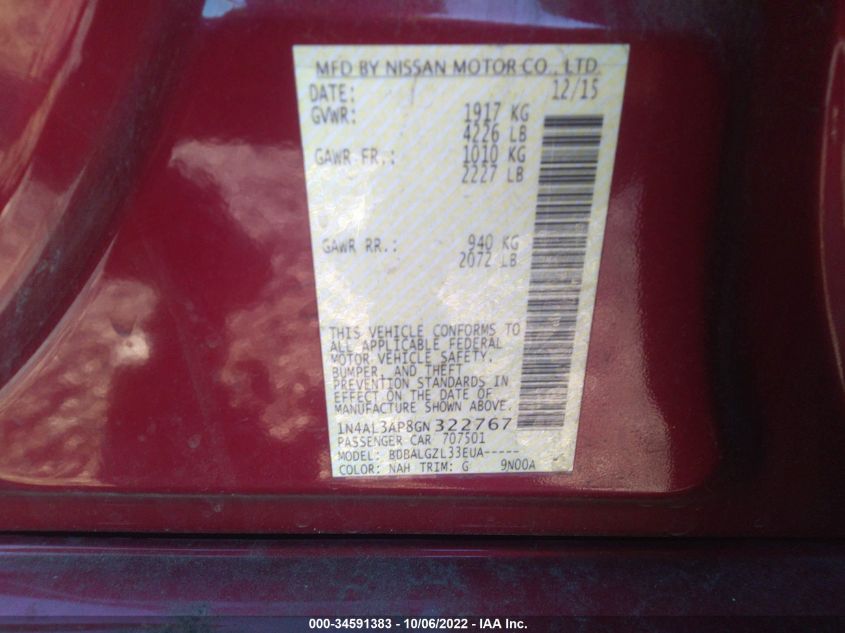 MFD BY NISSAN MOTOR CO., LTD.
DATE: 12/15
GVWR: 1917 KG
4226 LB
GAWR FR.: 1010 KG
2227 LB
GAWR RR.: 940 KG
2072 LB
THIS VEHICLE CONFORMS TO
ALL APPLICABLE FEDERAL
MOTOR VEHICLE SAFETY,
BUMPER, AND THEFT
PREVENTION STANDARDS IN
EFFECT ON THE DATE OF
MANUFACTURE SHOWN ABOVE.
1N4AL3AP8GN322767
PASSENGER CAR 707501
MODEL: BDBALGZL33EUA-----
COLOR: NAH TRIM: G 9N00A
000-34591383 - 10/06/2022 - IAA Inc.